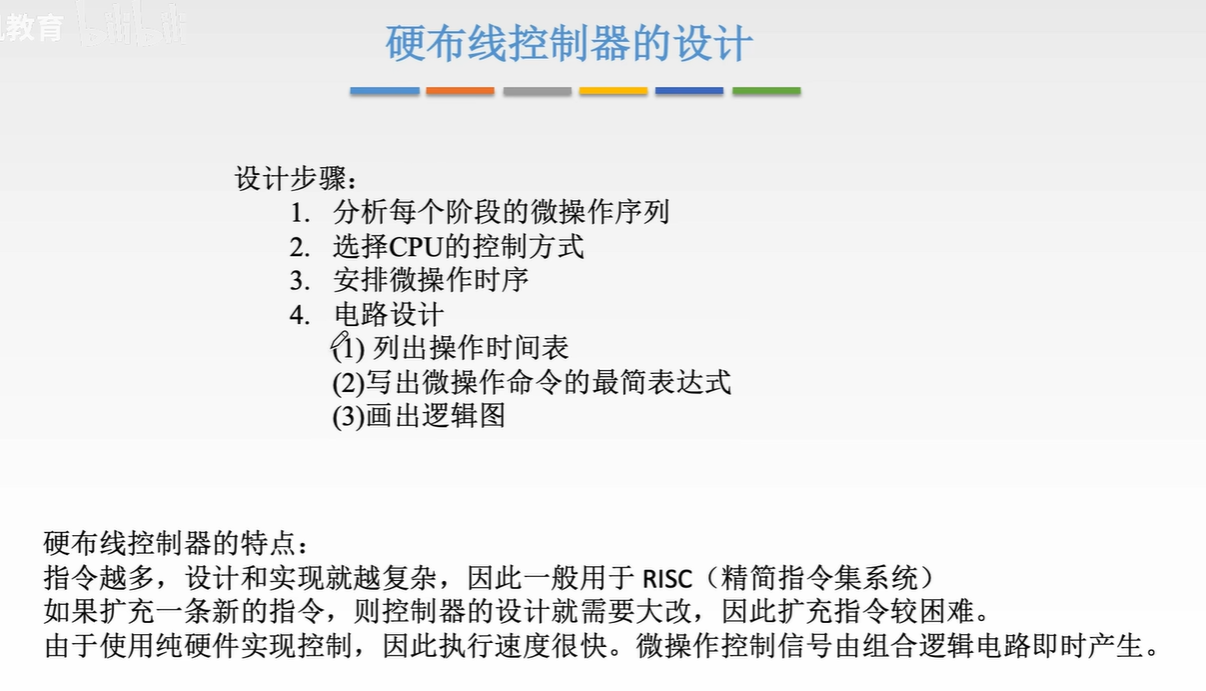 教育
硬布线控制器的设计
设计步骤：
1. 分析每个阶段的微操作序列
2. 选择CPU的控制方式
3. 安排微操作时序
4. 电路设计
(1) 列出操作时间表
(2)写出微操作命令的最简表达式
(3)画出逻辑图
硬布线控制器的特点：
指令越多，设计和实现就越复杂，因此一般用于 RISC（精简指令集系统）
如果扩充一条新的指令，则控制器的设计就需要大改，因此扩充指令较困难。
由于使用纯硬件实现控制，因此执行速度很快。微操作控制信号由组合逻辑电路即时产生。